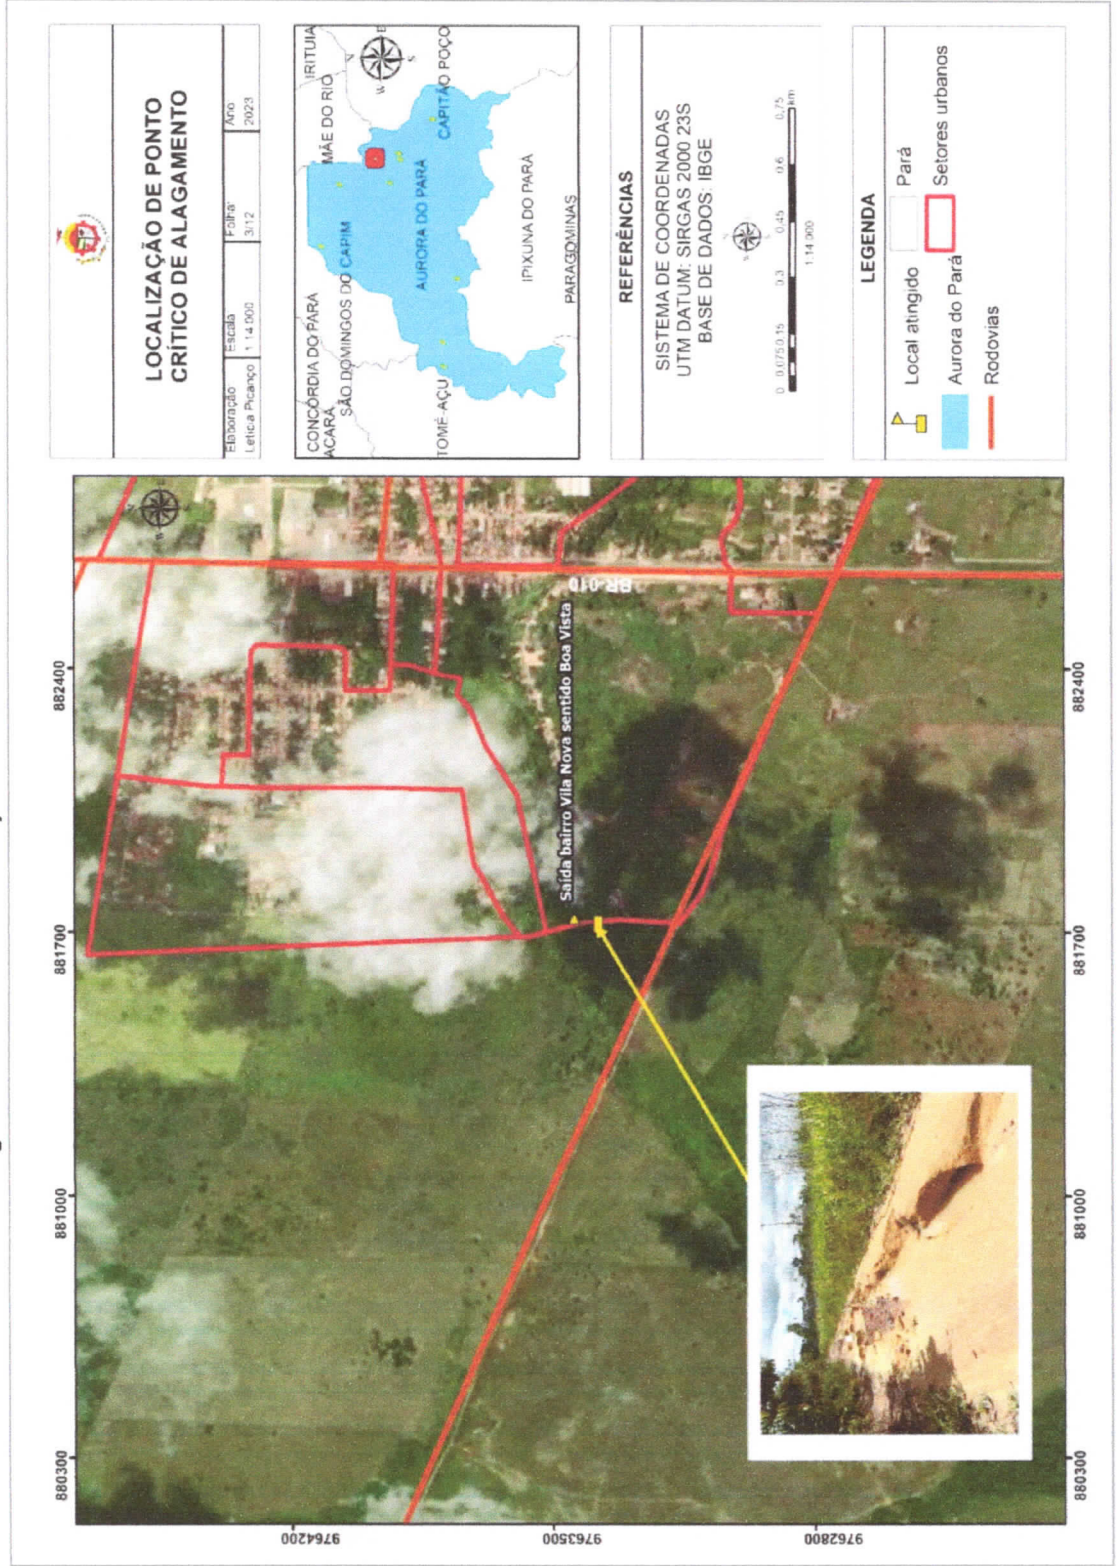 LOCALIZAÇÃO DE PONTO
CRÍTICO DE ALAGAMENTO
Elaboração
Escala
Folha
Ano
Leticia Picanço
1:14.000
3/12
2023
CONCÓRDIA DO PARÁ
ACARÁ
SÃO DOMINGOS DO CAPIM
MÃE DO RIO
IRITUIA
TOMÉ-AÇU
AURORA DO PARÁ
CAPITÃO POÇO
IPIXUNA DO PARÁ
PARAGOMINAS
N
E
S
W
REFERÊNCIAS
SISTEMA DE COORDENADAS
UTM DATUM: SIRGAS 2000 23S
BASE DE DADOS: IBGE
0 0,075 0,15 0,3 0,45 0,6 0,75
km
1:14.000
LEGENDA
Local atingido
Pará
Aurora do Pará
Setores urbanos
Rodovias
880300
881000
881700
882400
9764200
9763500
9762800
Saída bairro Vila Nova sentido Boa Vista
BR-010
880300
881000
881700
882400